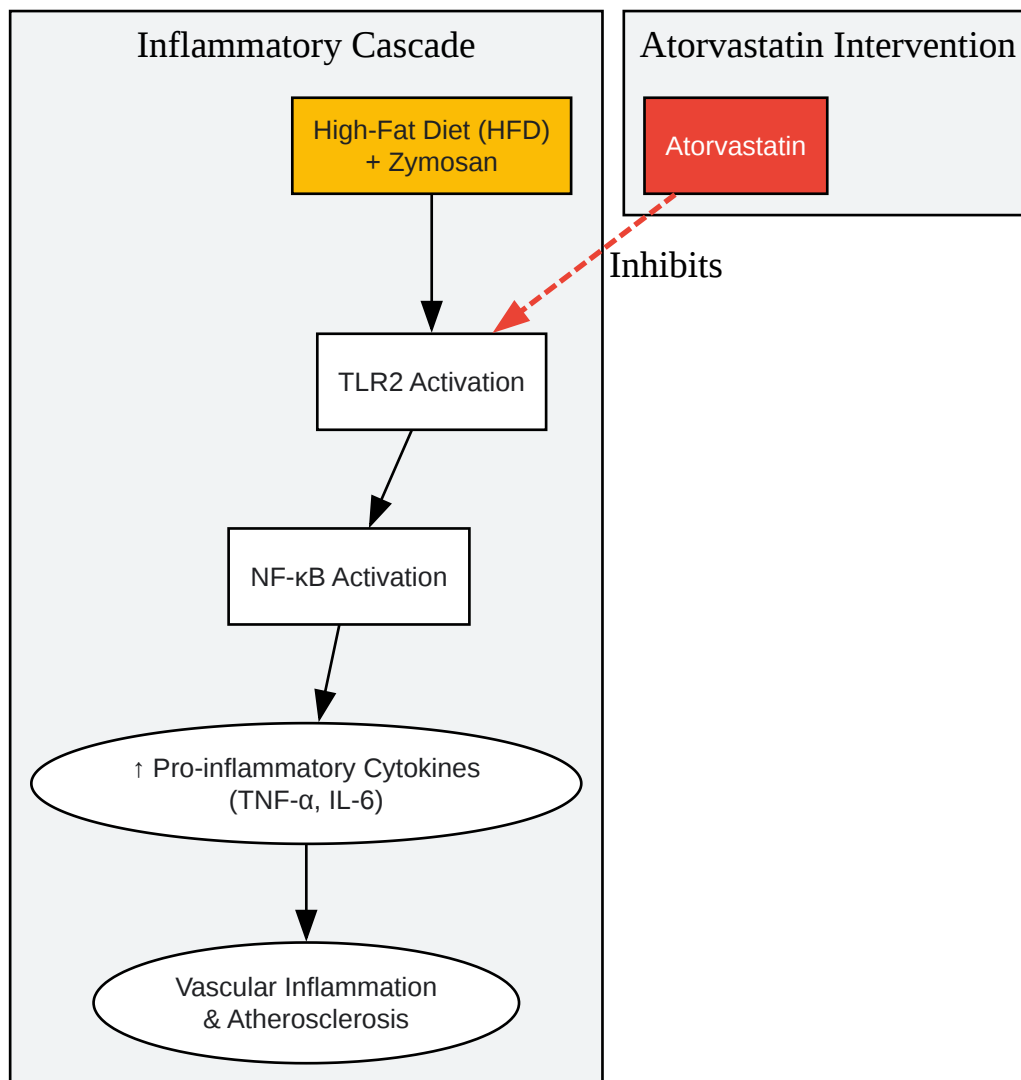 Inflammatory Cascade
Atorvastatin Intervention
High-Fat Diet (HFD)
+ Zymosan
Atorvastatin
Inhibits
TLR2 Activation
NF-κB Activation
↑ Pro-inflammatory Cytokines
(TNF-α, IL-6)
Vascular Inflammation
& Atherosclerosis